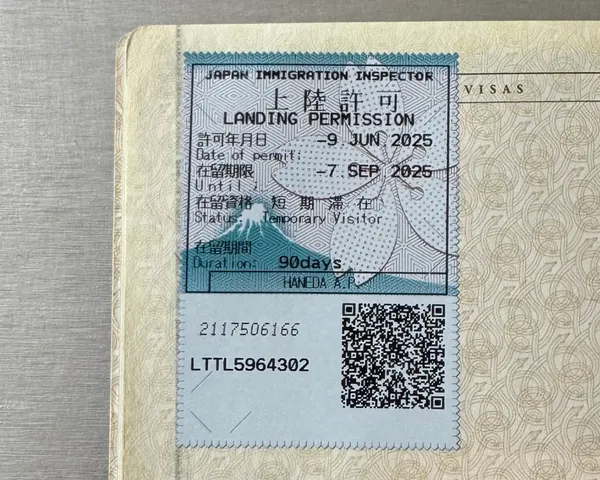 JAPAN IMMIGRATION INSPECTOR
上陸許可
LANDING PERMISSION
許可年月日 -9. JUN. 2025
Date of permit:
在留期限 -7. SEP. 2025
Until :
在留資格 短期滞在
Status: Temporary Visitor
在留期間
Duration: 90days
HANEDA A.P.
2117506166
LTTL5964302
VISAS